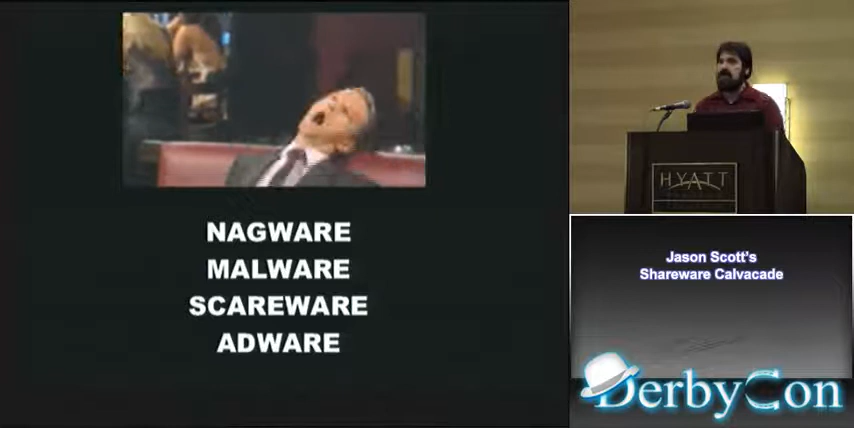 NAGWARE
MALWARE
SCAREWARE
ADWARE
HYATT
Jason Scott's
Shareware Calvacade
DerbyCon